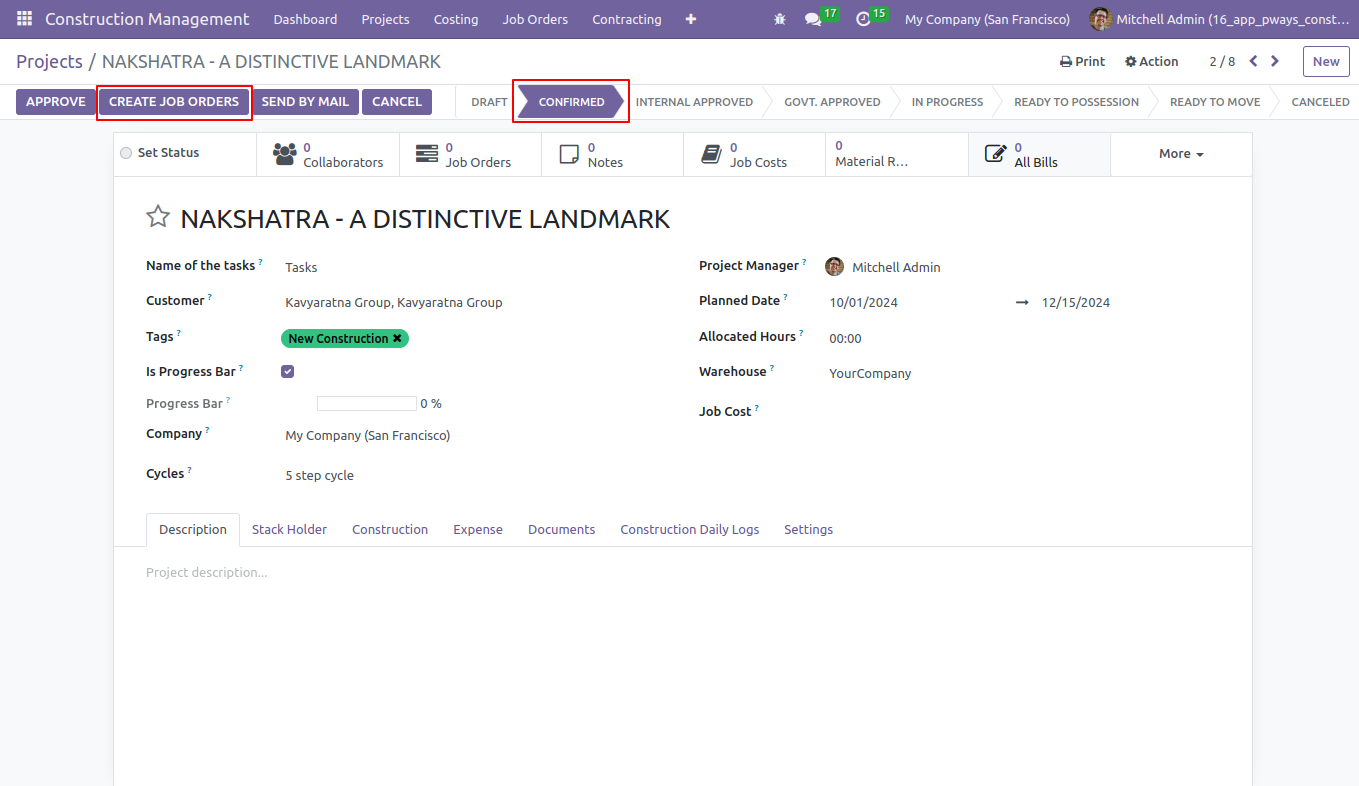 Construction Management Dashboard Projects Costing Job Orders Contracting + 17 15 My Company (San Francisco) Mitchell Admin (16_app_pways_const...
Projects / NAKSHATRA - A DISTINCTIVE LANDMARK Print Action 2 / 8 New
APPROVE CREATE JOB ORDERS SEND BY MAIL CANCEL DRAFT CONFIRMED INTERNAL APPROVED GOVT. APPROVED IN PROGRESS READY TO POSSESSION READY TO MOVE CANCELED
Set Status 0 Collaborators 0 Job Orders 0 Notes 0 Job Costs 0 Material R... 0 All Bills More
NAKSHATRA - A DISTINCTIVE LANDMARK
Name of the tasks ? Tasks Project Manager ? Mitchell Admin
Customer ? Kavyaratna Group, Kavyaratna Group Planned Date ? 10/01/2024 → 12/15/2024
Tags ? New Construction ✖ Allocated Hours ? 00:00
Is Progress Bar ? Warehouse ? YourCompany
Progress Bar ? 0 %
Job Cost ?
Company ? My Company (San Francisco)
Cycles ? 5 step cycle
Description Stack Holder Construction Expense Documents Construction Daily Logs Settings
Project description...